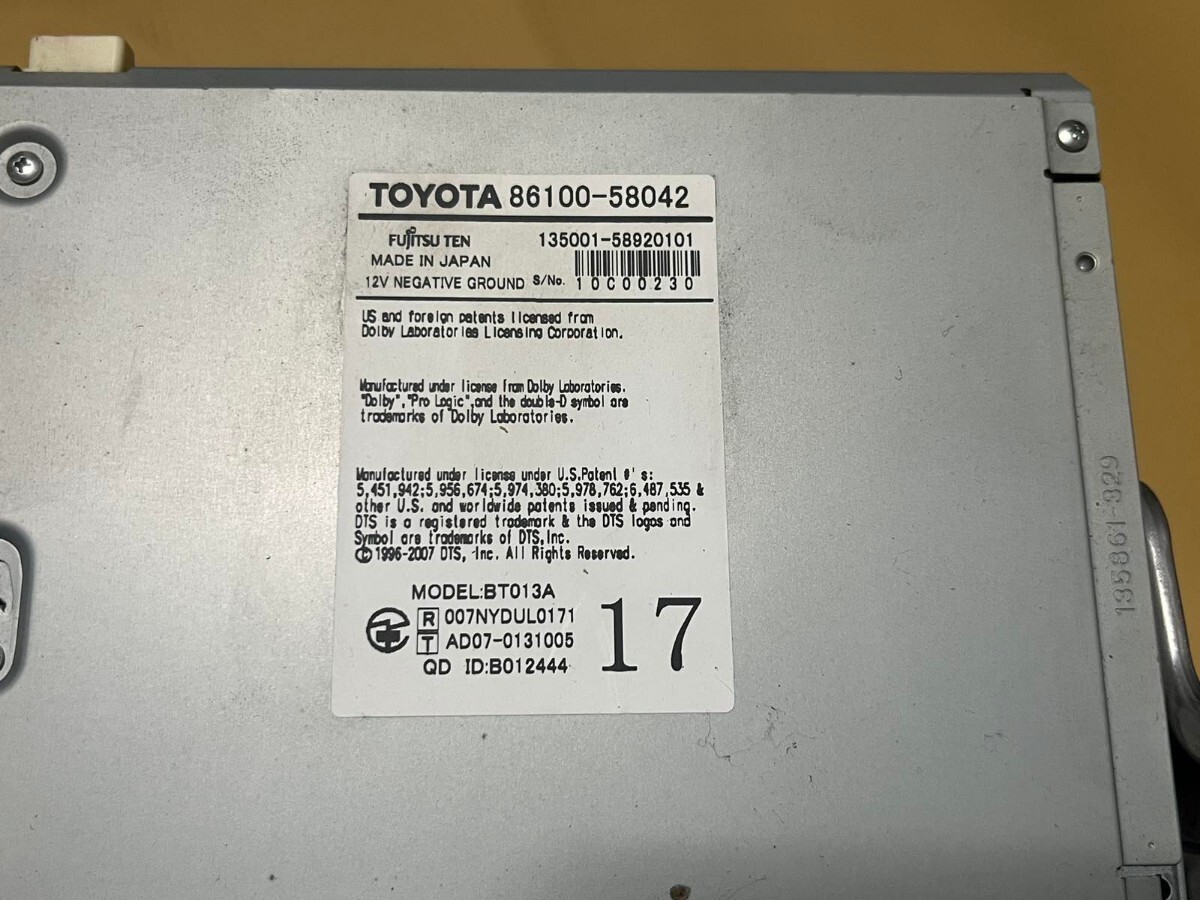 TOYOTA 86100-58042
FUJITSU TEN 135001-58920101
MADE IN JAPAN
12V NEGATIVE GROUND S/No. 10C00230
US and foreign patents licensed from
Dolby Laboratories Licensing Corporation.
Manufactured under license from Dolby Laboratories.
"Dolby","Pro Logic",and the double-D symbol are
trademarks of Dolby Laboratories.
Manufactured under license under U.S.Patent #'s:
5,451,942;5,956,674;5,974,380;5,978,762;6,487,535 &
other U.S. and worldwide patents issued & pending.
DTS is a registered trademark & the DTS logos and
Symbol are trademarks of DTS,Inc.
© 1996-2007 DTS, Inc. All Rights Reserved.
MODEL:BT013A
R 007NYDUL0171
T AD07-0131005
QD ID:B012444
17
135861-829